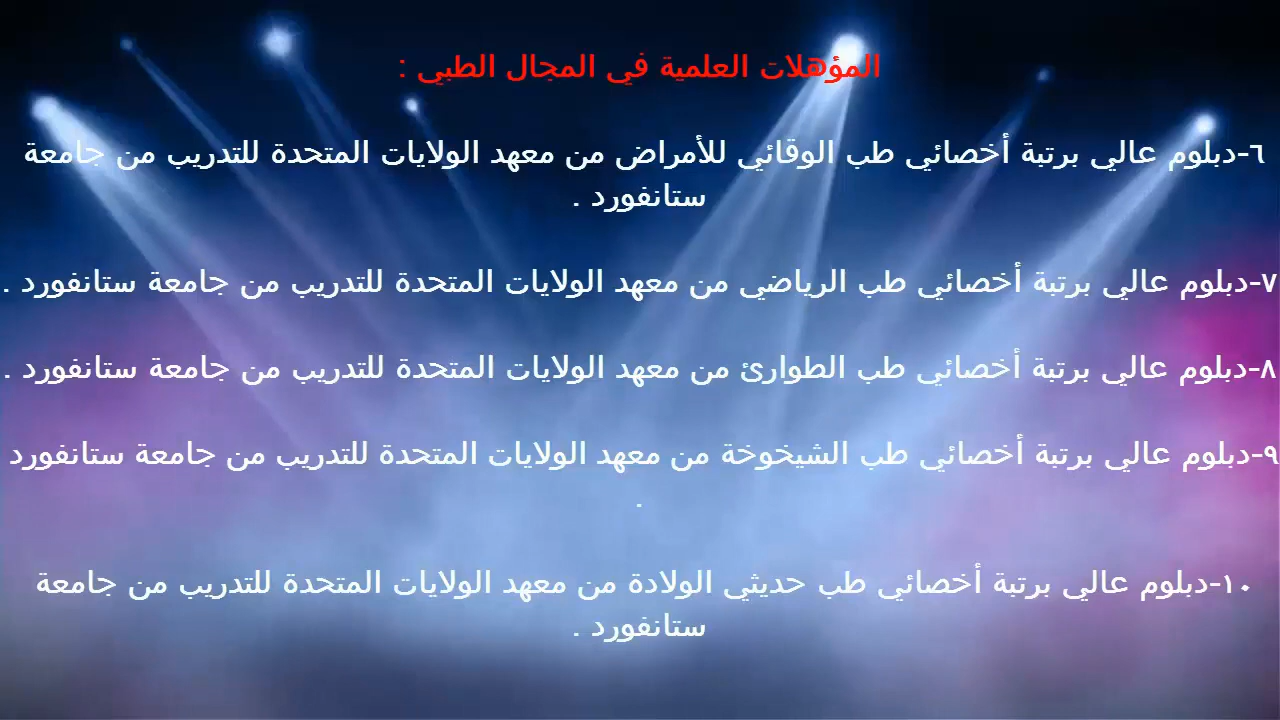 المؤهلات العلمية في المجال الطبي :
٦-دبلوم عالي برتبة أخصائي طب الوقائي للأمراض من معهد الولايات المتحدة للتدريب من جامعة
ستانفورد .
٧-دبلوم عالي برتبة أخصائي طب الرياضي من معهد الولايات المتحدة للتدريب من جامعة ستانفورد .
٨-دبلوم عالي برتبة أخصائي طب الطوارئ من معهد الولايات المتحدة للتدريب من جامعة ستانفورد .
٩-دبلوم عالي برتبة أخصائي طب الشيخوخة من معهد الولايات المتحدة للتدريب من جامعة ستانفورد
.
١٠-دبلوم عالي برتبة أخصائي طب حديثي الولادة من معهد الولايات المتحدة للتدريب من جامعة
ستانفورد .